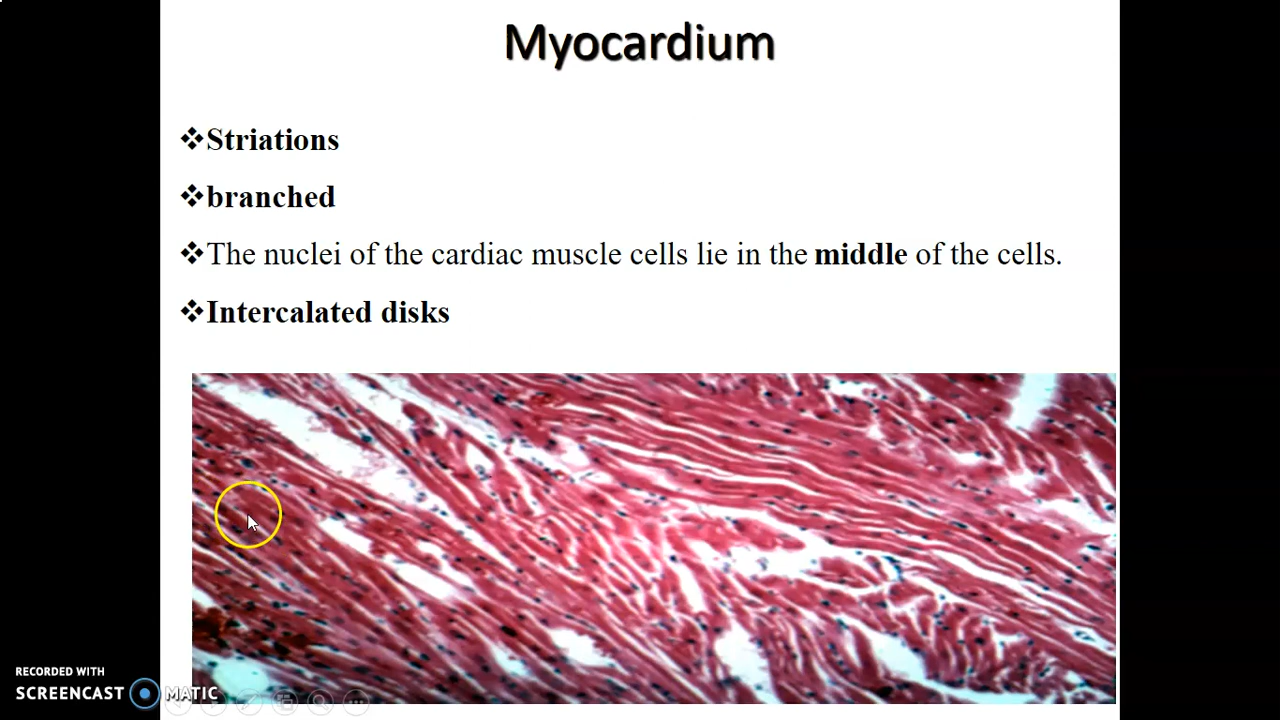 Myocardium
❖Striations
❖branched
❖The nuclei of the cardiac muscle cells lie in the middle of the cells.
❖Intercalated disks
RECORDED WITH
SCREENCAST MATIC